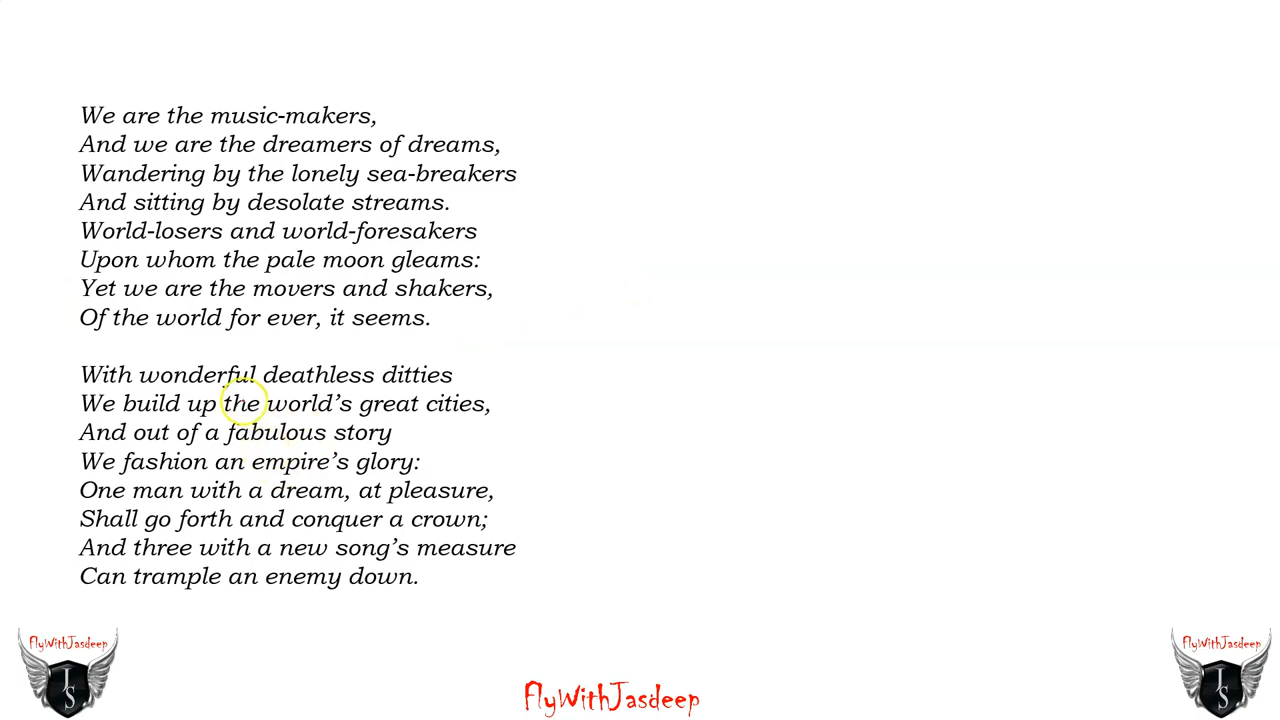 We are the music-makers,
And we are the dreamers of dreams,
Wandering by the lonely sea-breakers
And sitting by desolate streams.
World-losers and world-foresakers
Upon whom the pale moon gleams:
Yet we are the movers and shakers,
Of the world for ever, it seems.
With wonderful deathless ditties
We build up the world’s great cities,
And out of a fabulous story
We fashion an empire’s glory:
One man with a dream, at pleasure,
Shall go forth and conquer a crown;
And three with a new song’s measure
Can trample an enemy down.
FlyWithJasdeep
JS
FlyWithJasdeep
FlyWithJasdeep
JS